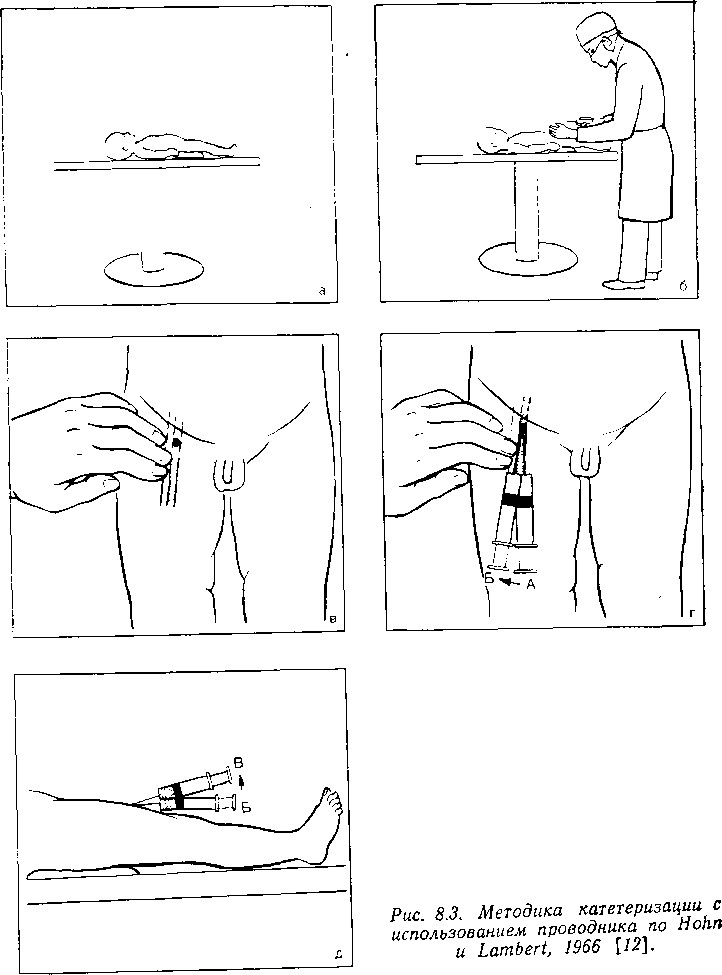 а
б
в
Б
А
г
В
Б
д
Рис. 8.3. Методика катетеризации с
использованием проводника по Hohn
и Lambert, 1966 [12].